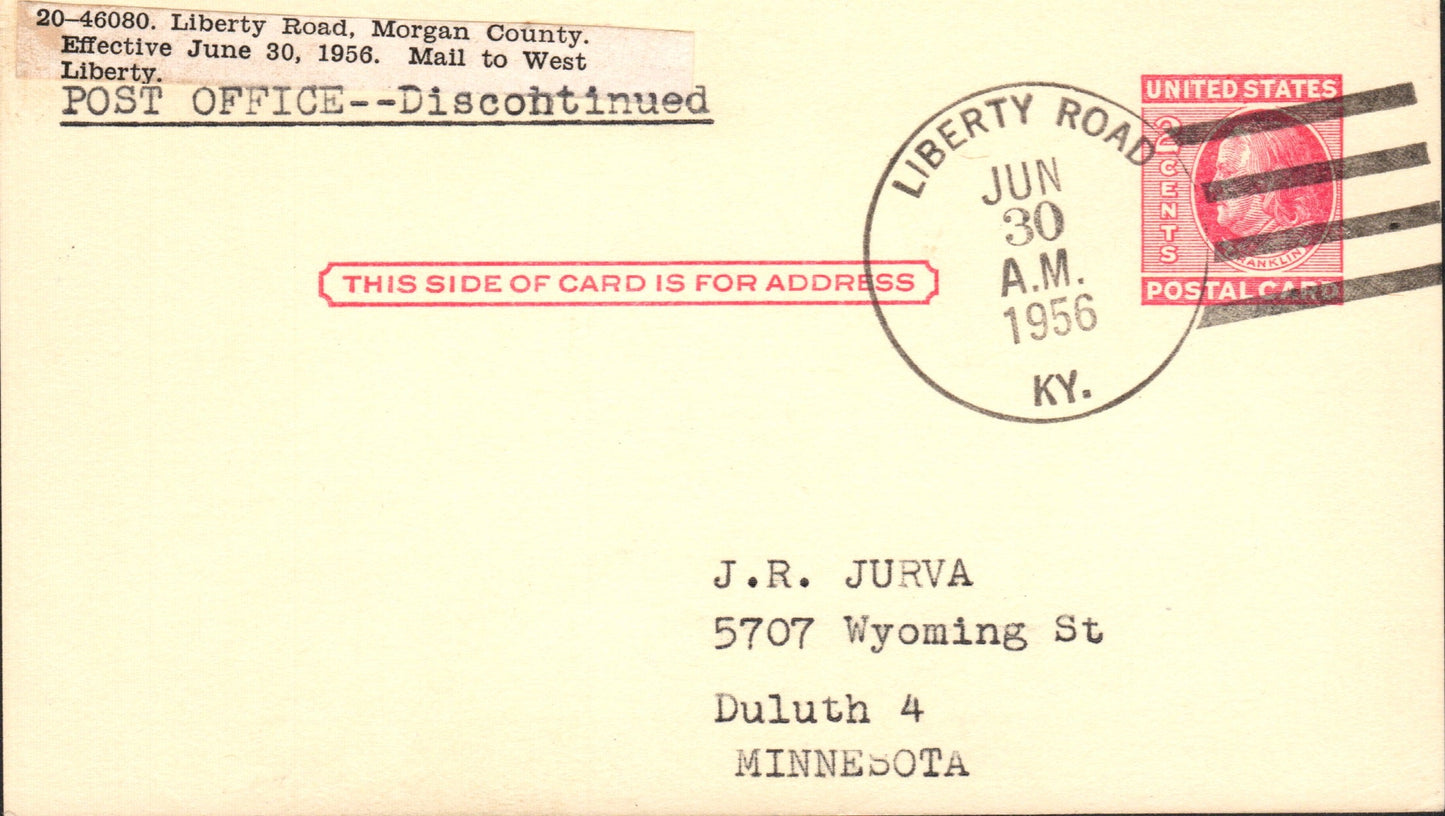 20–46080. Liberty Road, Morgan County.
Effective June 30, 1956. Mail to West
Liberty.
POST OFFICE--Discontinued
LIBERTY ROAD
JUN
30
A.M.
1956
KY.
UNITED STATES
2 CENTS
FRANKLIN
POSTAL CARD
THIS SIDE OF CARD IS FOR ADDRESS
J.R. JURVA
5707 Wyoming St
Duluth 4
MINNESOTA